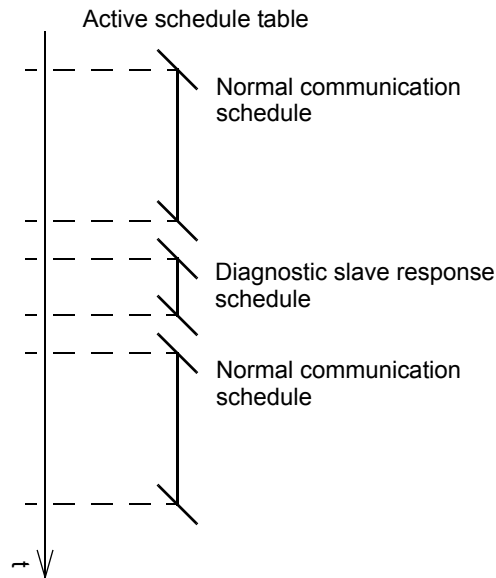 Active schedule table
Normal communication
schedule
Diagnostic slave response
schedule
Normal communication
schedule
t